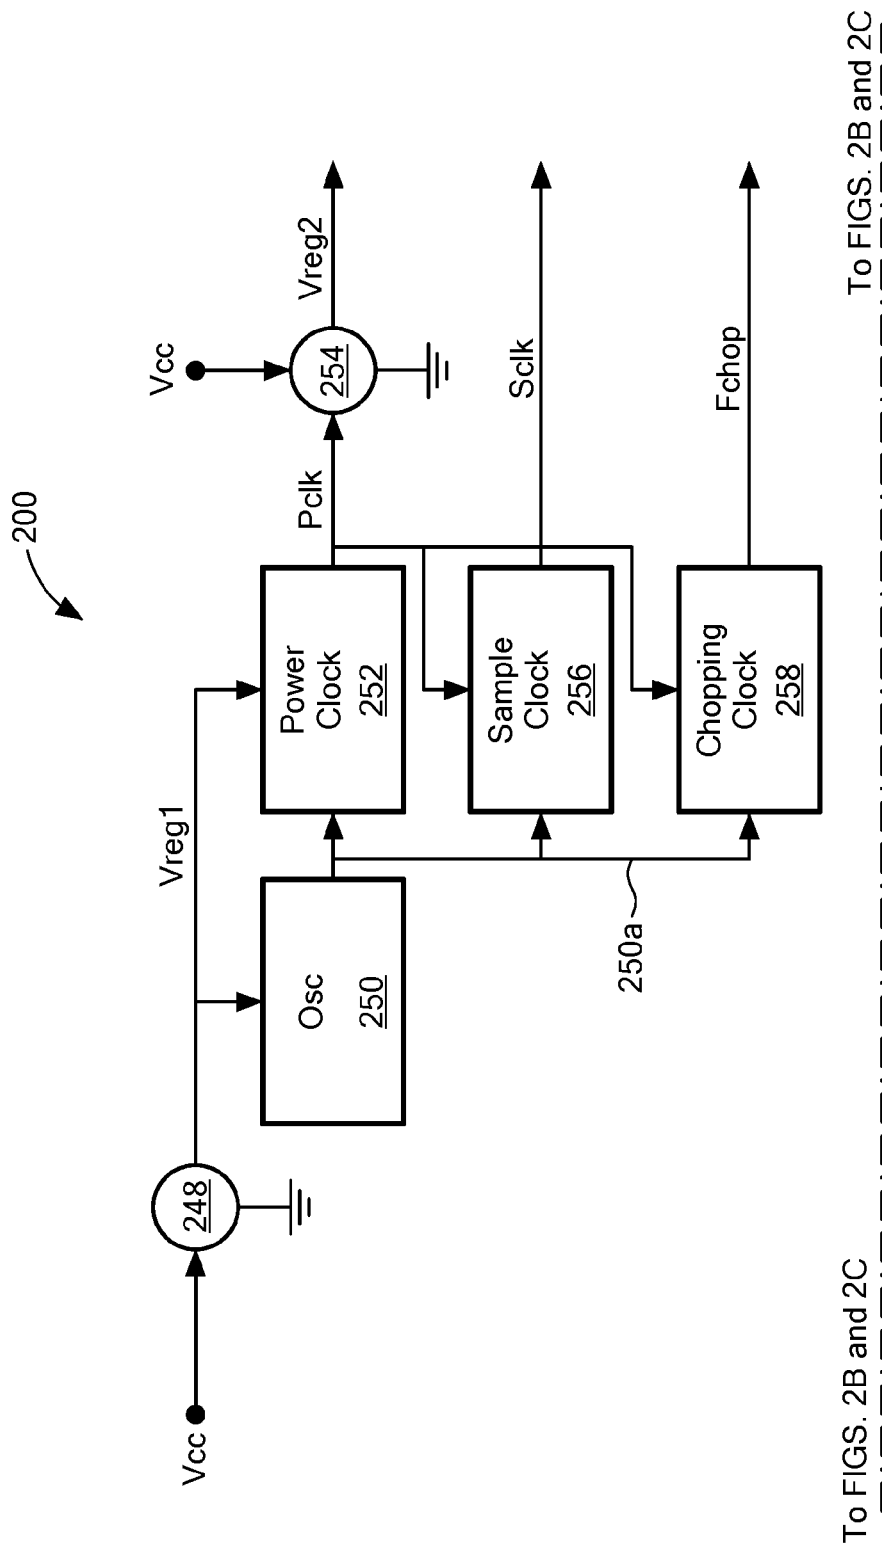 200
Vcc
248
Vreg1
Osc
250
250a
Power
Clock
252
Pclk
Vcc
254
Vreg2
Sample
Clock
256
Sclk
Chopping
Clock
258
Fchop
To FIGS. 2B and 2C
To FIGS. 2B and 2C